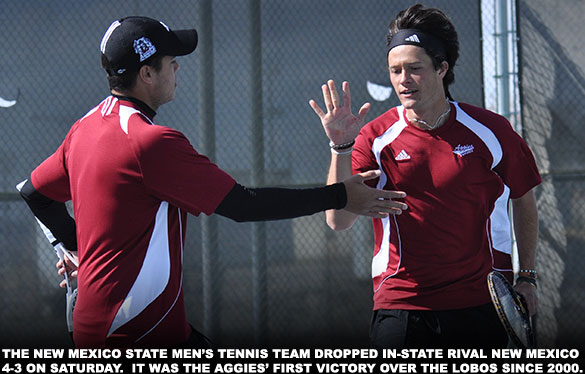 Aggies
THE NEW MEXICO STATE MEN'S TENNIS TEAM DROPPED IN-STATE RIVAL NEW MEXICO
4-3 ON SATURDAY. IT WAS THE AGGIES' FIRST VICTORY OVER THE LOBOS SINCE 2000.